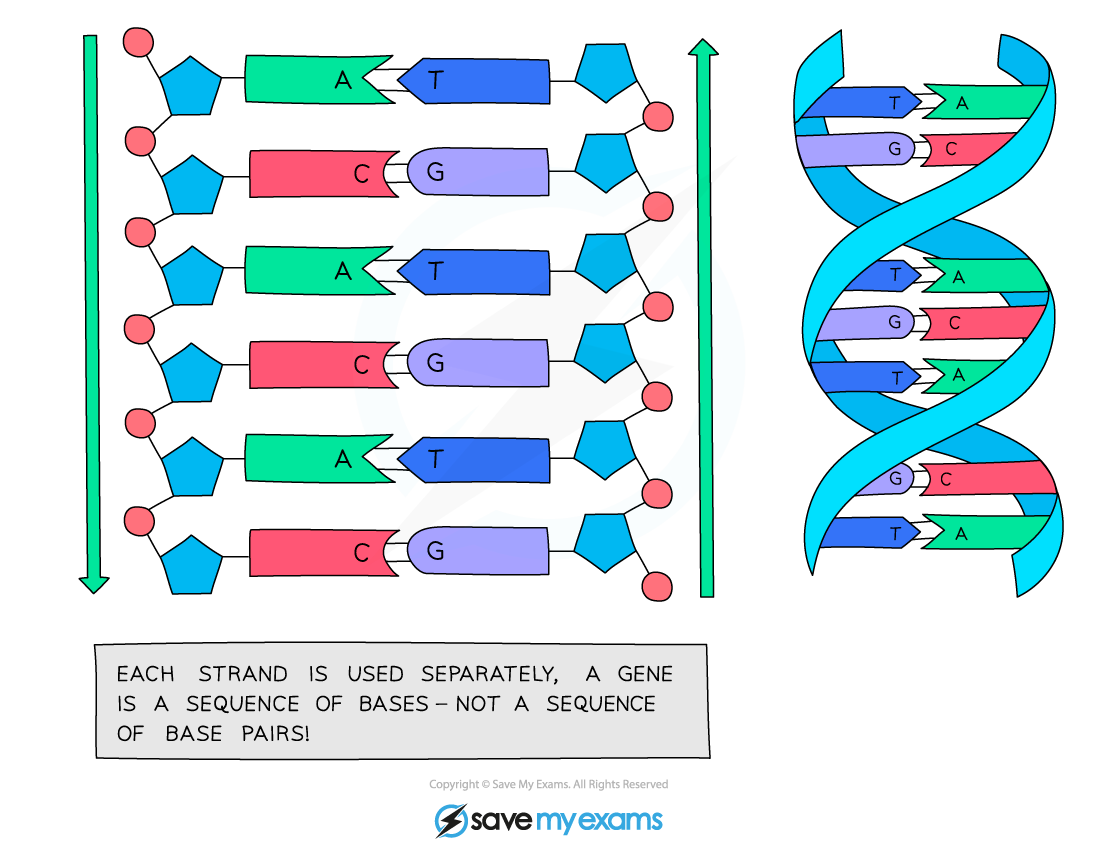 A T
C G
A T
C G
A T
C G
T A
G C
T A
G C
T A
G C
T A
EACH STRAND IS USED SEPARATELY, A GENE
IS A SEQUENCE OF BASES – NOT A SEQUENCE
OF BASE PAIRS!
Copyright © Save My Exams. All Rights Reserved
save my exams